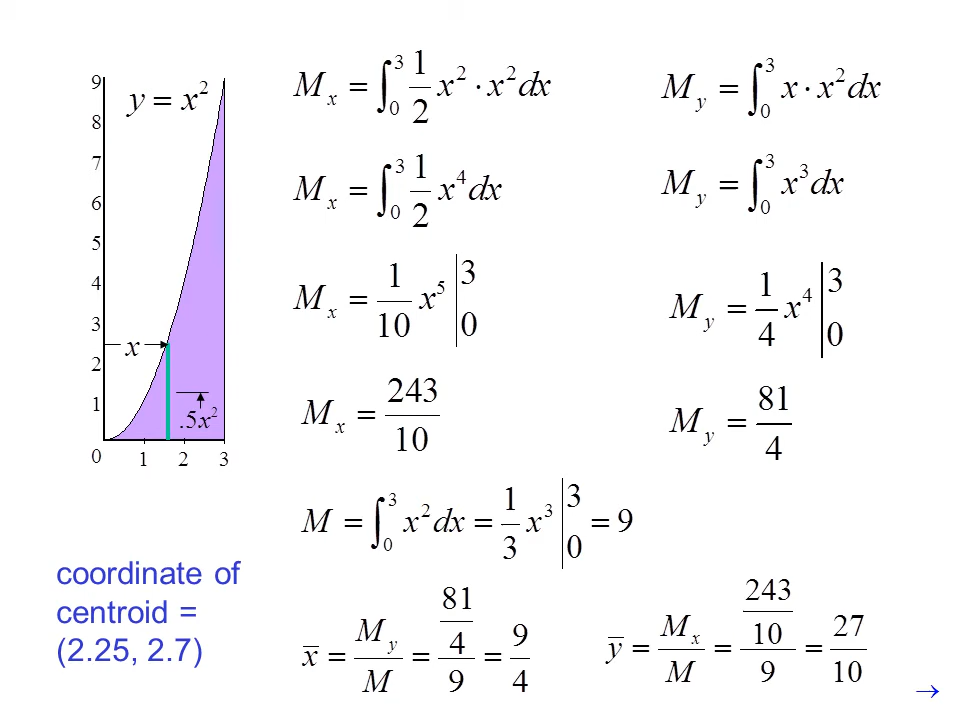 y = x²
9
8
7
6
5
4
3
2
1
0
1 2 3
x
.5x²
M_x = ∫₀³ 1/2 x² · x² dx
M_y = ∫₀³ x · x² dx
M_x = ∫₀³ 1/2 x⁴ dx
M_y = ∫₀³ x³ dx
M_x = 1/10 x⁵ |₀³
M_y = 1/4 x⁴ |₀³
M_x = 243/10
M_y = 81/4
M = ∫₀³ x² dx = 1/3 x³ |₀³ = 9
coordinate of
centroid =
(2.25, 2.7)
x̅ = M_y/M = (81/4)/9 = 9/4
y̅ = M_x/M = (243/10)/9 = 27/10
→